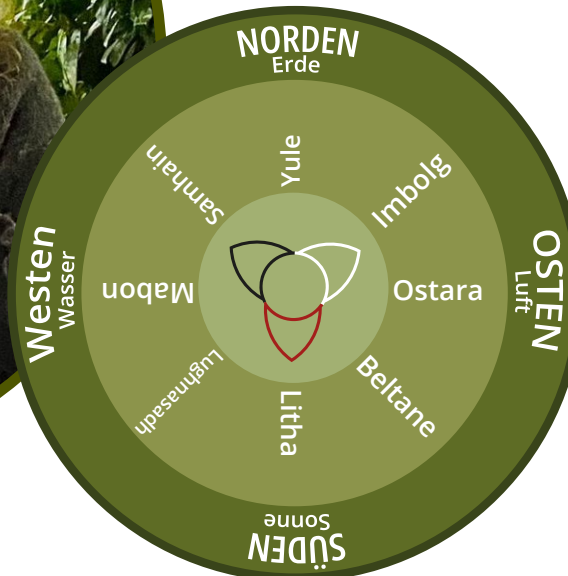 NORDEN
Erde
Yule
Imbolg
OSTEN
Luft
Ostara
Beltane
Litha
SÜDEN
Sonne
Lughnasadh
Mabon
Westen
Wasser
Samhain